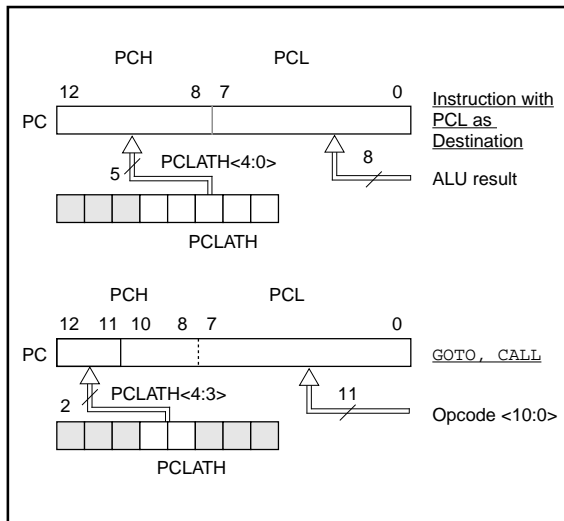 PCH PCL
12 8 7 0
PC
Instruction with
PCL as
Destination
5 PCLATH<4:0> 8
ALU result
PCLATH
PCH PCL
12 11 10 8 7 0
PC
GOTO, CALL
2 PCLATH<4:3> 11
Opcode <10:0>
PCLATH